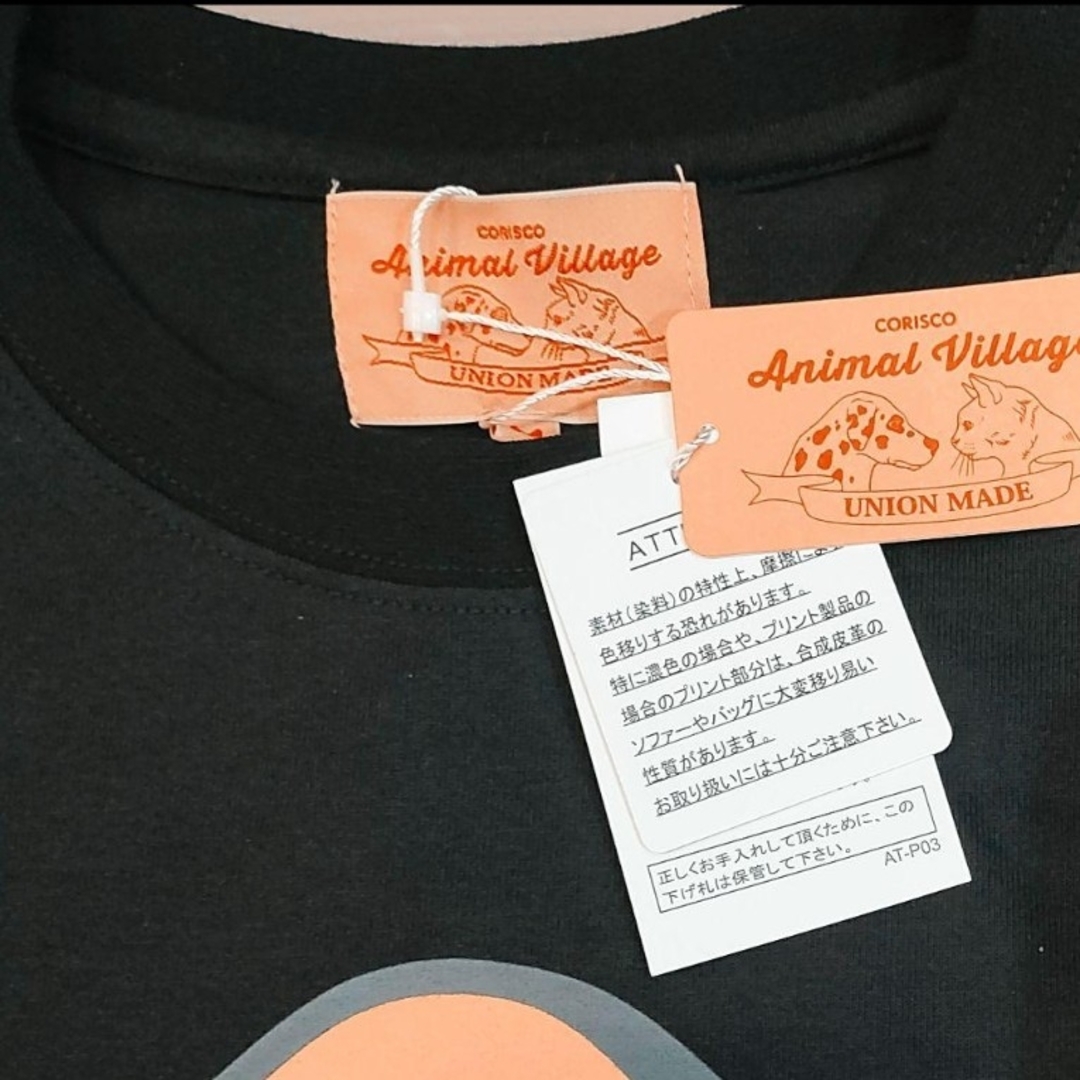 CORISCO
Animal Village
UNION MADE
CORISCO
Animal Village
UNION MADE
素材(染料)の特性上、摩擦によ
色移りする恐れがあります。
特に濃色の場合や、プリント製品の
場合のプリント部分は、合成皮革の
ソファーやバッグに大変移り易い
性質があります。
お取り扱いには十分ご注意下さい。
正しくお手入れして頂くために、この
下げ札は保管して下さい。
AT-P03